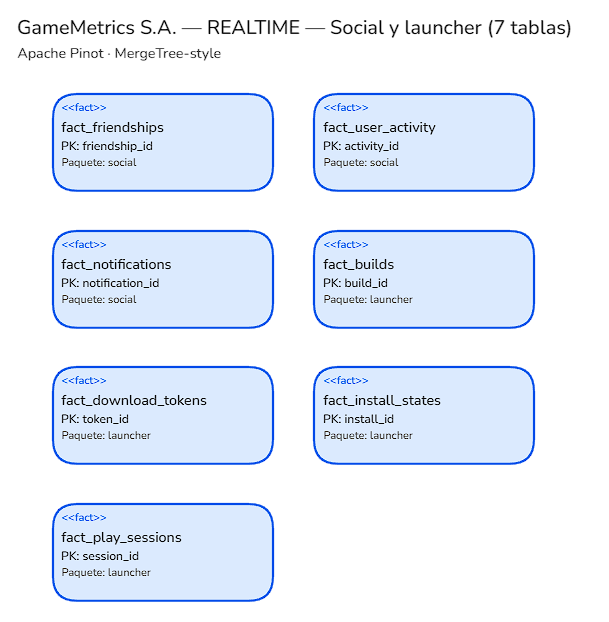 GameMetrics S.A. — REALTIME — Social y launcher (7 tablas)
Apache Pinot · MergeTree-style
<<fact>>
fact_friendships
PK: friendship_id
Paquete: social
<<fact>>
fact_user_activity
PK: activity_id
Paquete: social
<<fact>>
fact_notifications
PK: notification_id
Paquete: social
<<fact>>
fact_builds
PK: build_id
Paquete: launcher
<<fact>>
fact_download_tokens
PK: token_id
Paquete: launcher
<<fact>>
fact_install_states
PK: install_id
Paquete: launcher
<<fact>>
fact_play_sessions
PK: session_id
Paquete: launcher